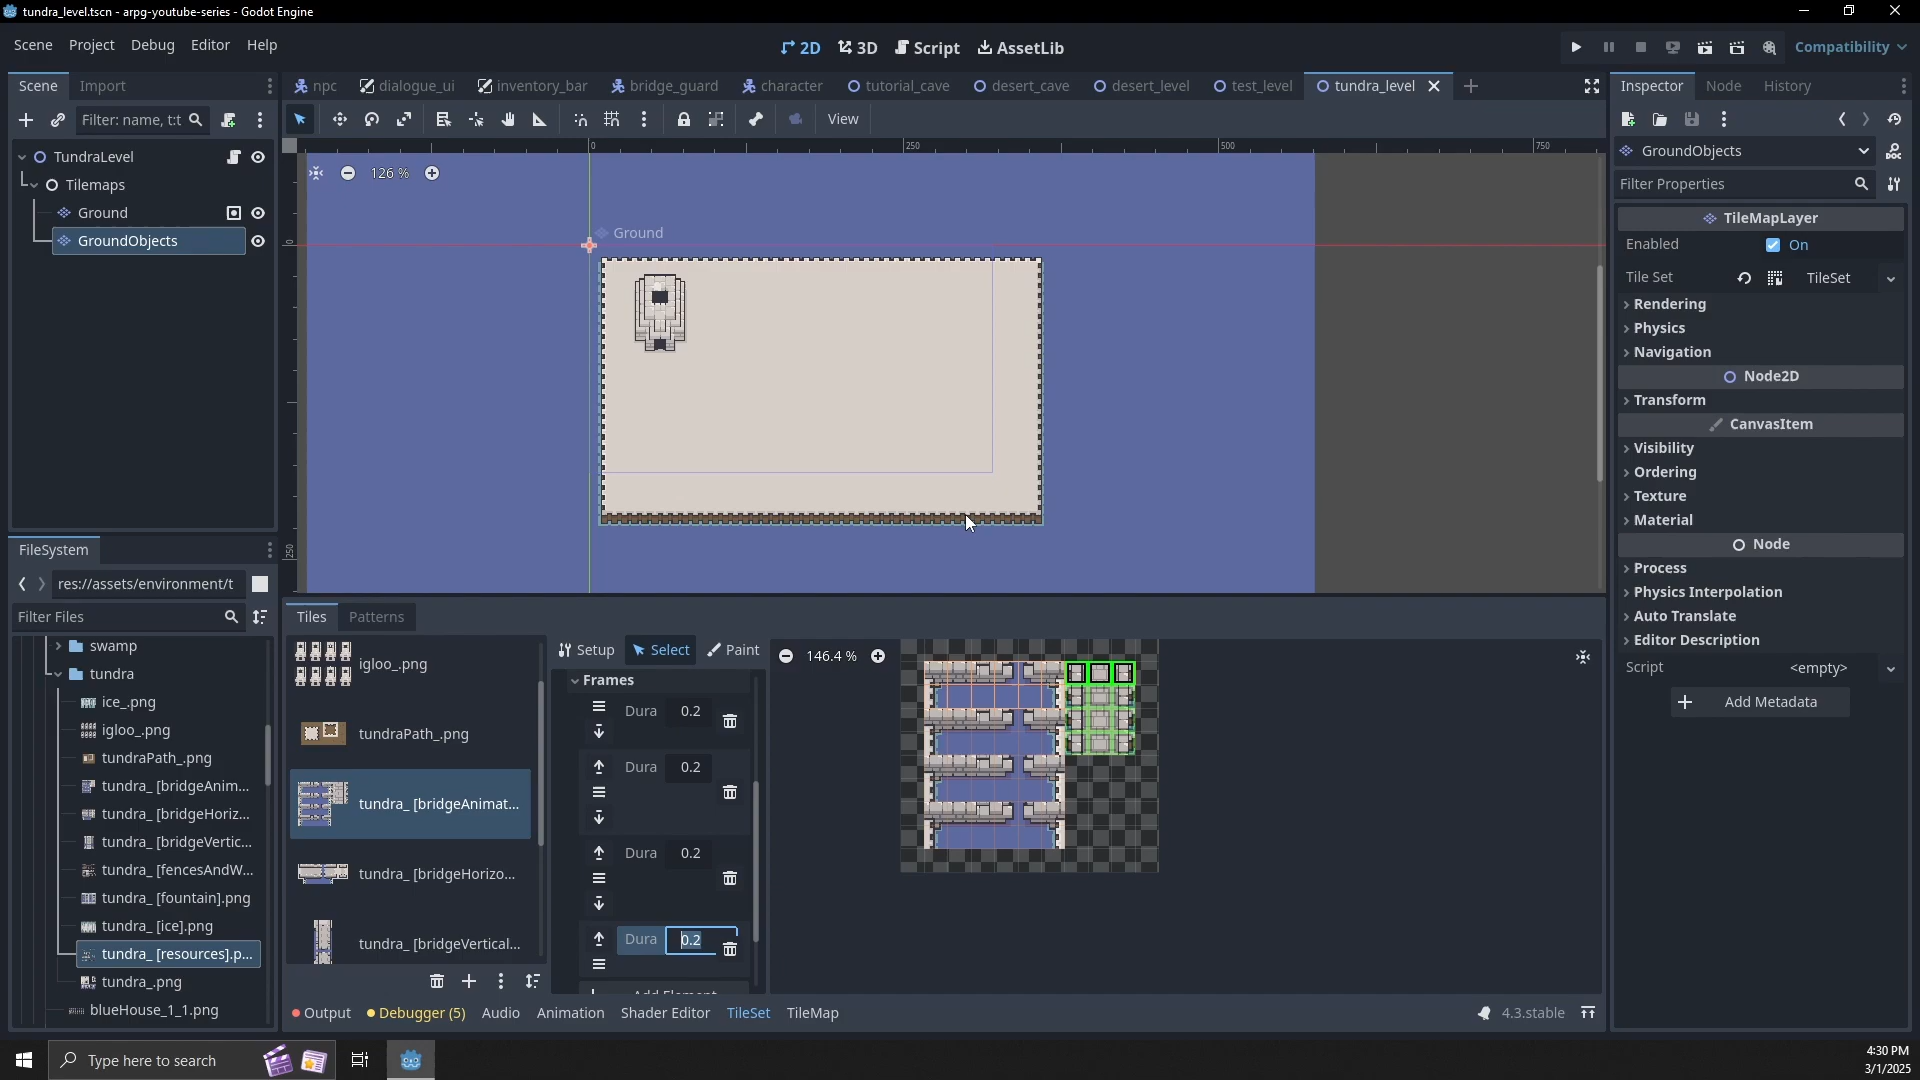 tundra_level.tscn - arpg-youtube-series - Godot Engine
Scene Project Debug Editor Help
2D 3D Script AssetLib
Compatibility
Scene Import
npc dialogue_ui inventory_bar bridge_guard character tutorial_cave desert_cave desert_level test_level tundra_level
Inspector Node History
Filter: name, t:t
View
GroundObjects
Filter Properties
TundraLevel
Tilemaps
Ground
GroundObjects
0 250 500 750
0
250
126 %
Ground
TileMapLayer
Enabled On
Tile Set TileSet
Rendering
Physics
Navigation
Node2D
Transform
CanvasItem
Visibility
Ordering
Texture
Material
Node
Process
Physics Interpolation
Auto Translate
Editor Description
Script <empty>
Add Metadata
FileSystem
res://assets/environment/t
Filter Files
swamp
tundra
ice_.png
igloo_.png
tundraPath_.png
tundra_ [bridgeAnim...
tundra_ [bridgeHoriz...
tundra_ [bridgeVertic...
tundra_ [fencesAndW...
tundra_ [fountain].png
tundra_ [ice].png
tundra_ [resources].p...
tundra_.png
blueHouse_1_1.png
Tiles Patterns
igloo_.png
tundraPath_.png
tundra_ [bridgeAnimat...
tundra_ [bridgeHorizo...
tundra_ [bridgeVertical...
Setup Select Paint
Frames
Dura 0.2
Dura 0.2
Dura 0.2
Dura 0.2
Add Element
146.4 %
Output Debugger (5) Audio Animation Shader Editor TileSet TileMap
4.3.stable
Type here to search
4:30 PM
3/1/2025